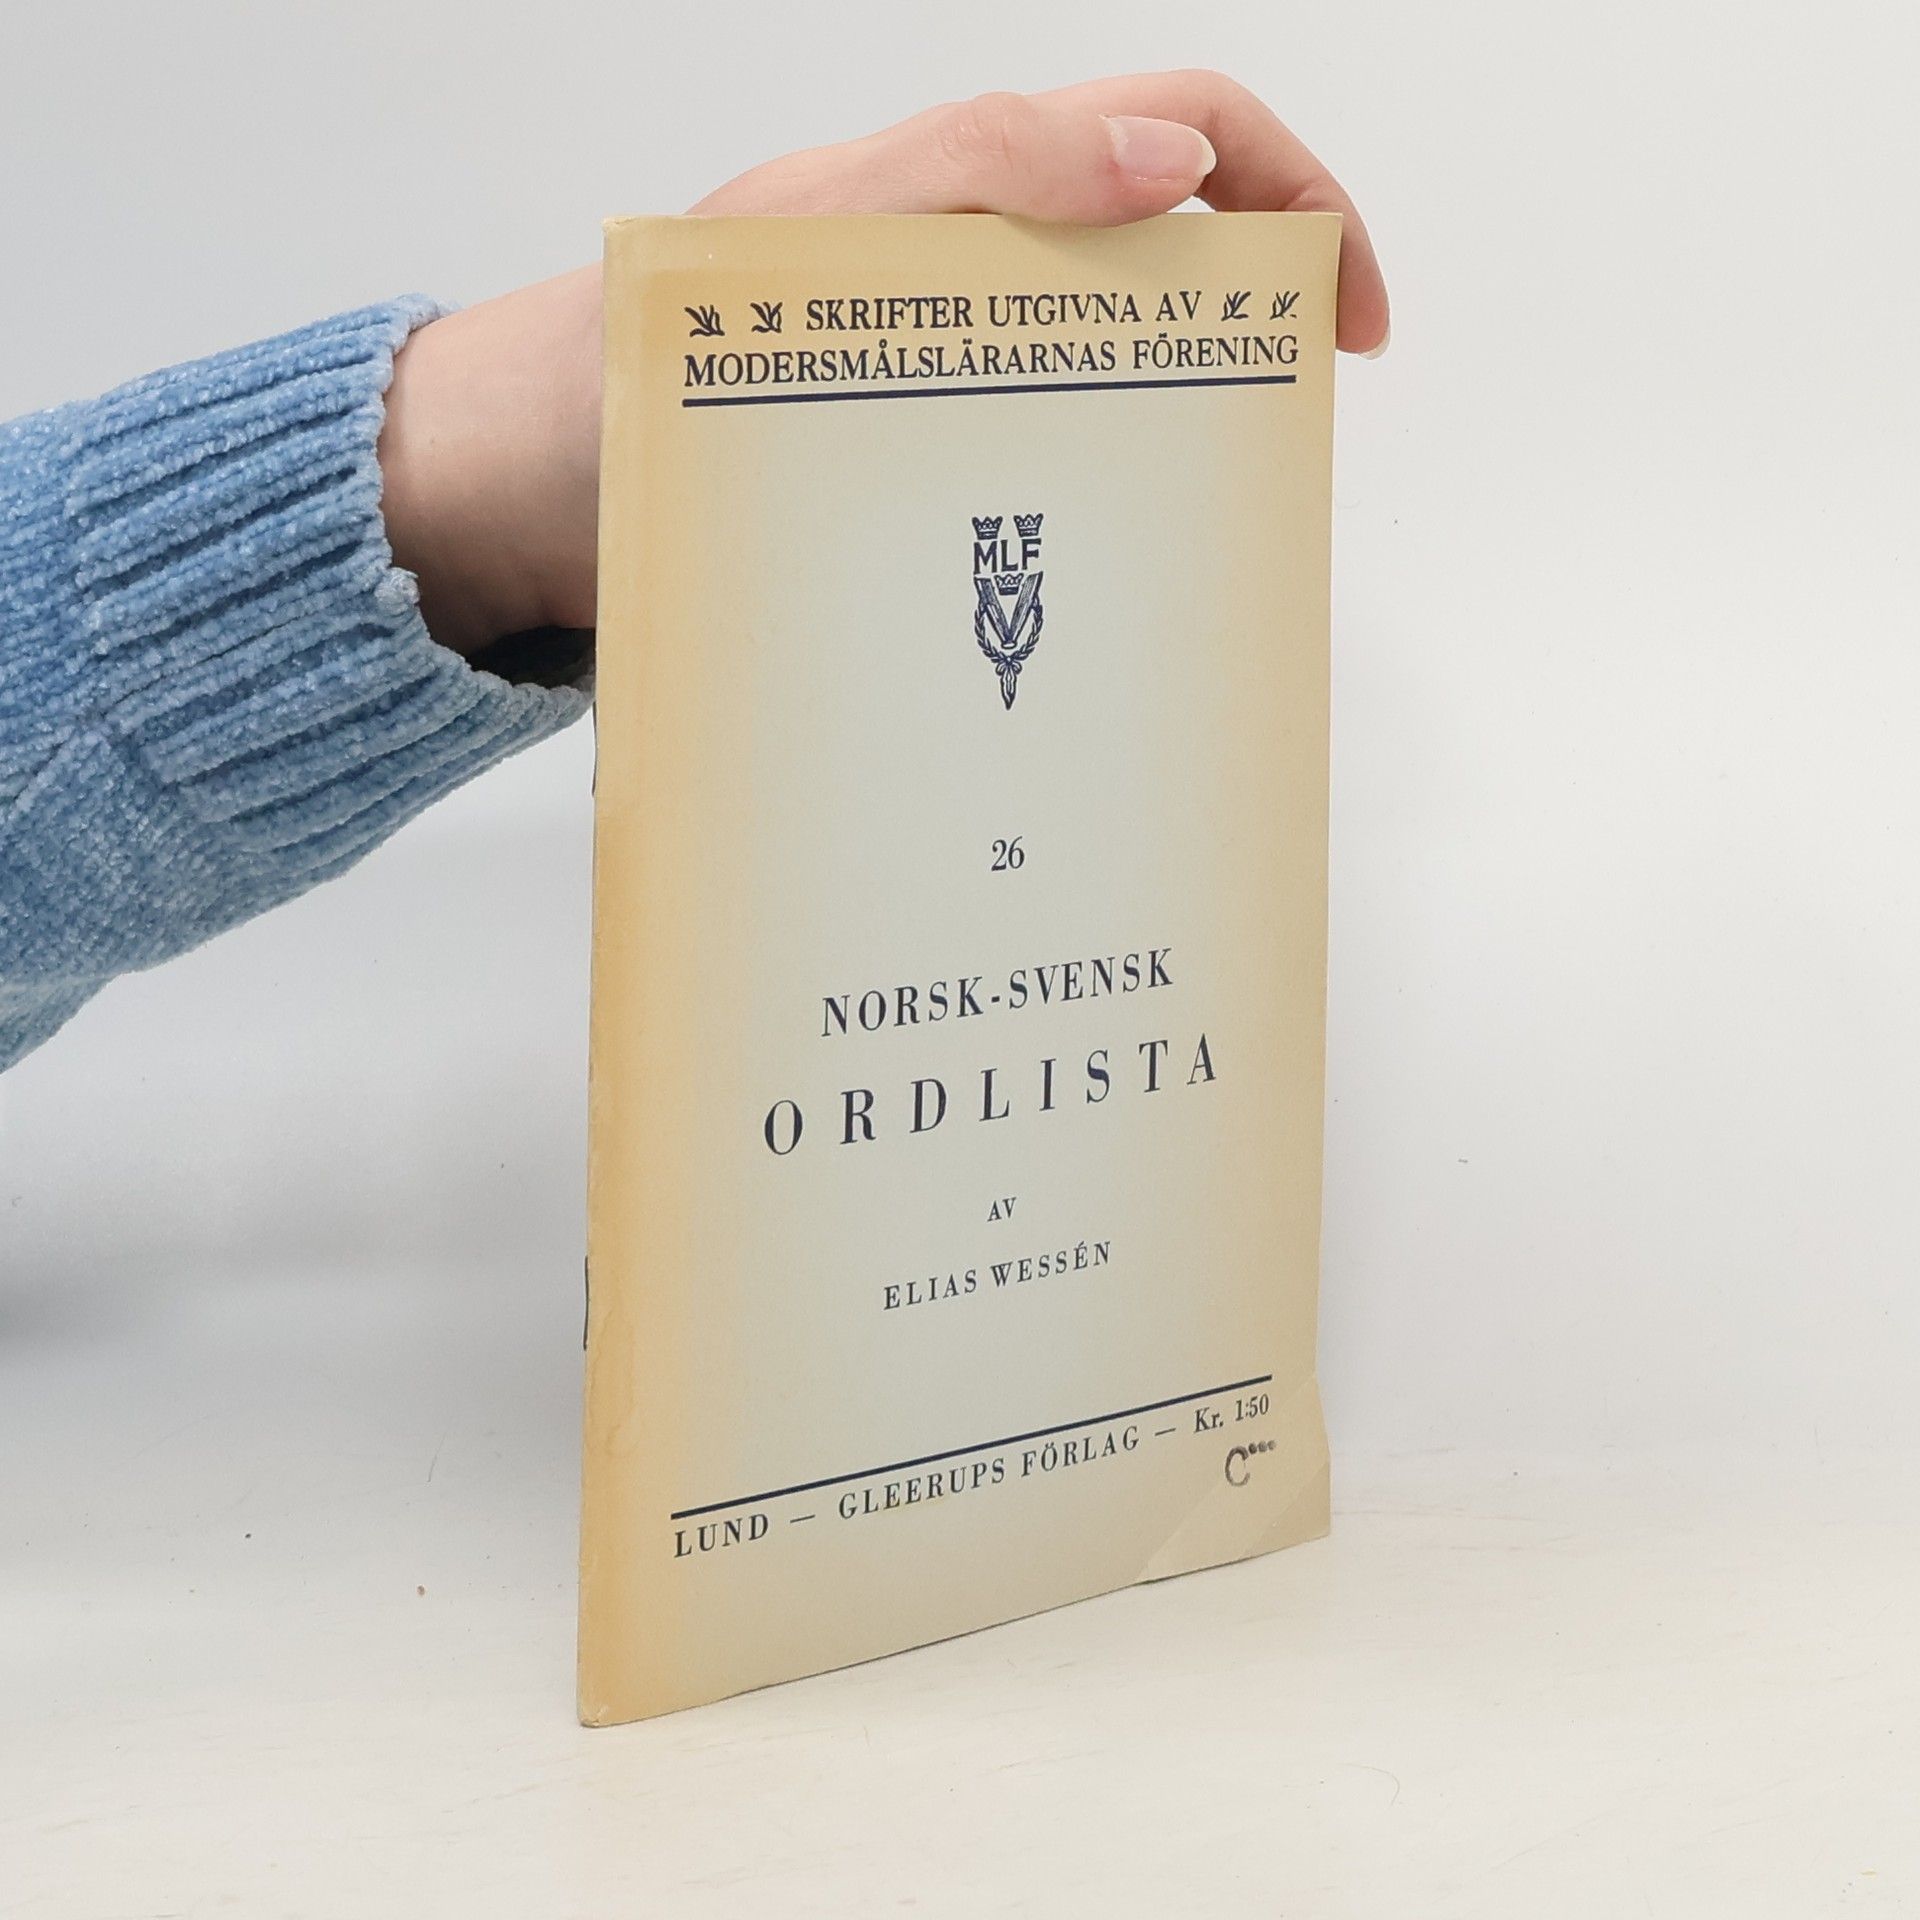 SKRIFTER UTGIVNA AV
MODERSMÅLSLÄRARNAS FÖRENING
MLF
26
NORSK-SVENSK
ORDLISTA
AV
ELIAS WESSÉN
LUND — GLEERUPS FÖRLAG — Kr. 1:50